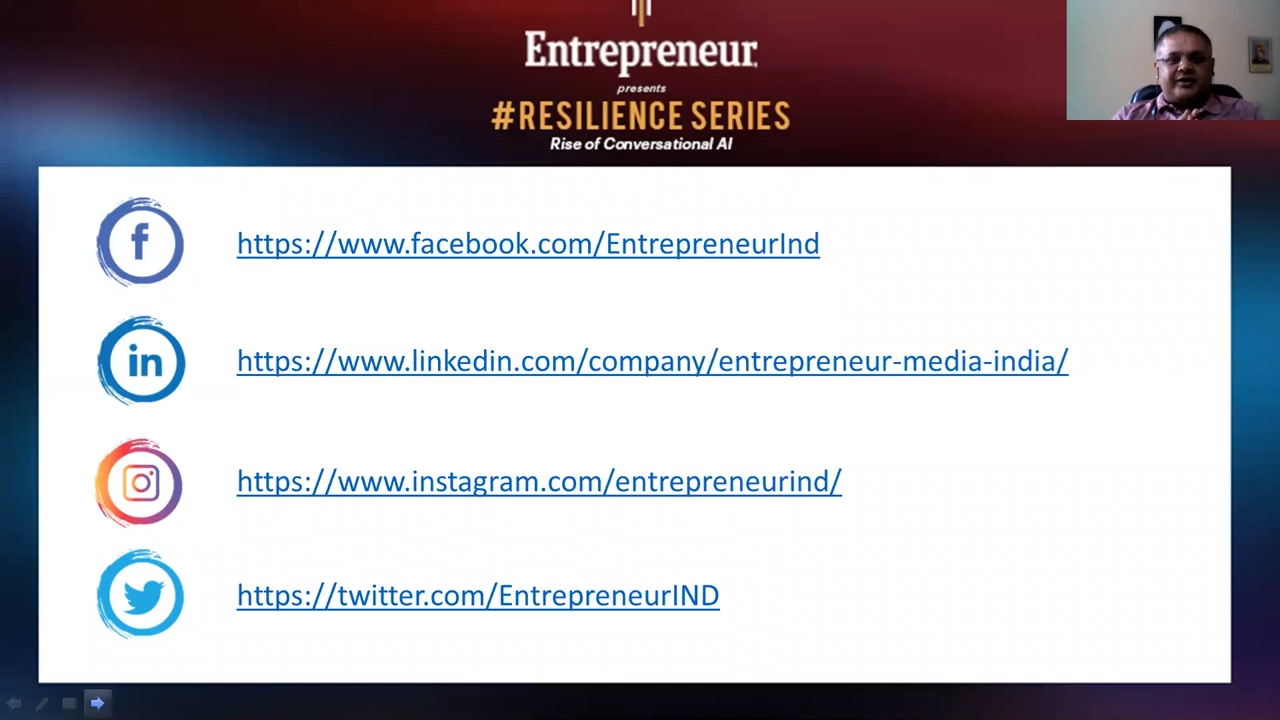 Entrepreneur
presents
#RESILIENCE SERIES
Rise of Conversational AI
https://www.facebook.com/EntrepreneurInd
https://www.linkedin.com/company/entrepreneur-media-india/
https://www.instagram.com/entrepreneurind/
https://twitter.com/EntrepreneurIND